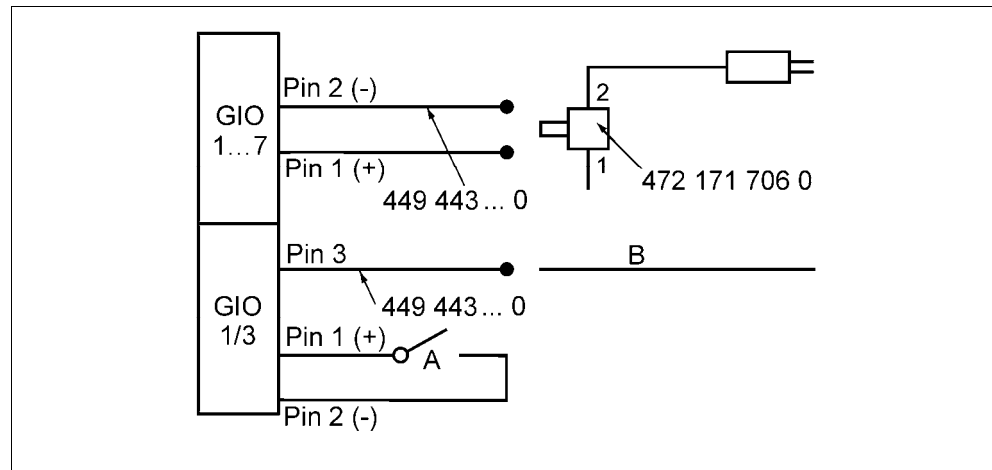 GIO
1...7
Pin 2 (-)
Pin 1 (+)
449 443 ... 0
2
1
472 171 706 0
GIO
1/3
Pin 3
449 443 ... 0
B
Pin 1 (+)
A
Pin 2 (-)